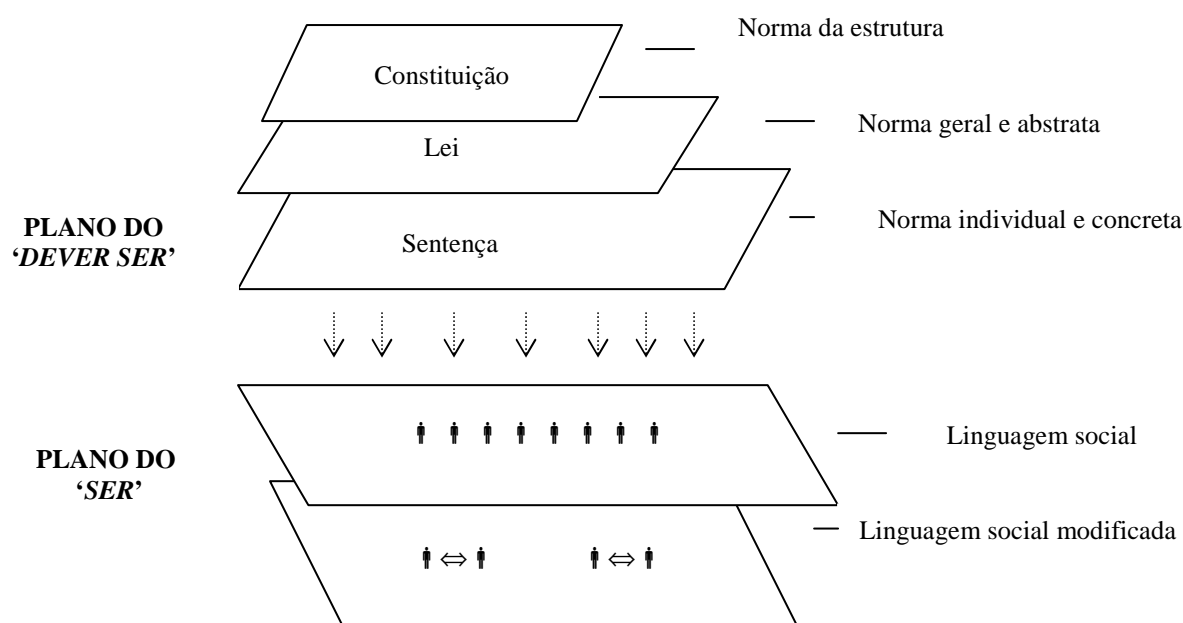 Norma da estrutura
Constituição
Norma geral e abstrata
Lei
PLANO DO
‘DEVER SER’
Norma individual e concreta
Sentença
Linguagem social
PLANO DO
‘SER’
Linguagem social modificada